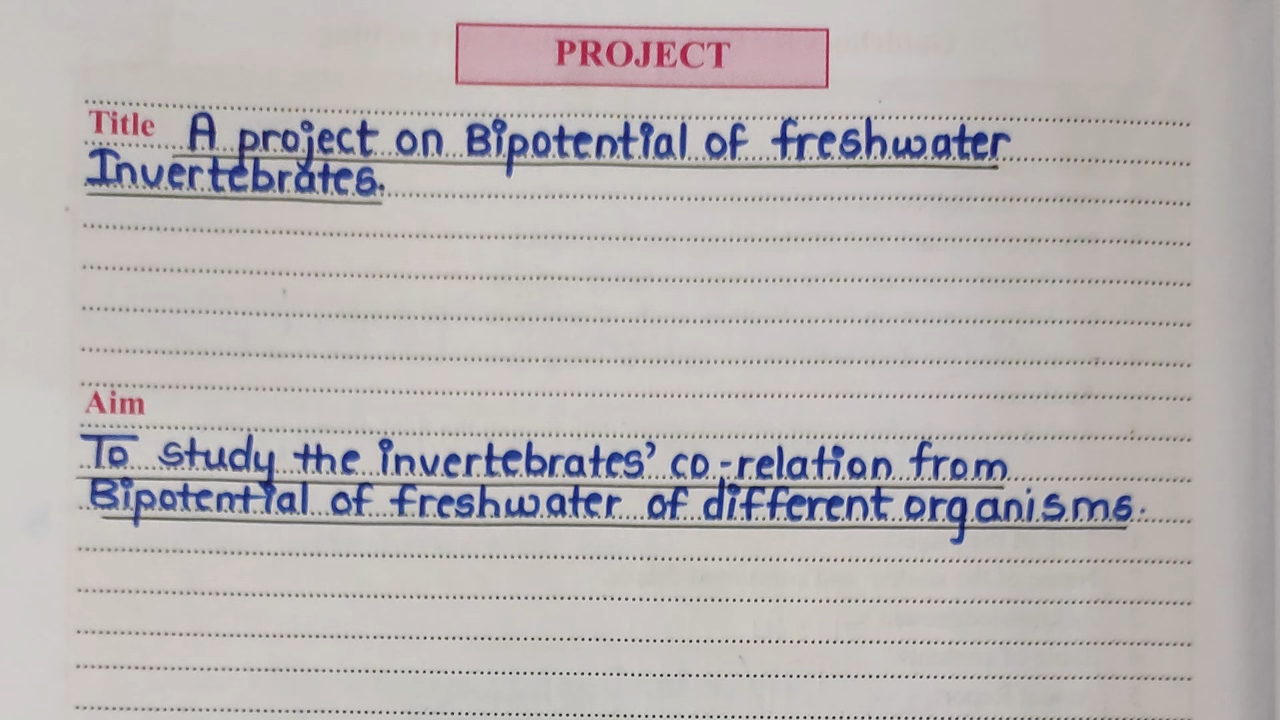 PROJECT
Title A project on Bipotential of freshwater
Invertebrates.
Aim
To study the invertebrates' co-relation from
Bipotential of freshwater of different organisms.